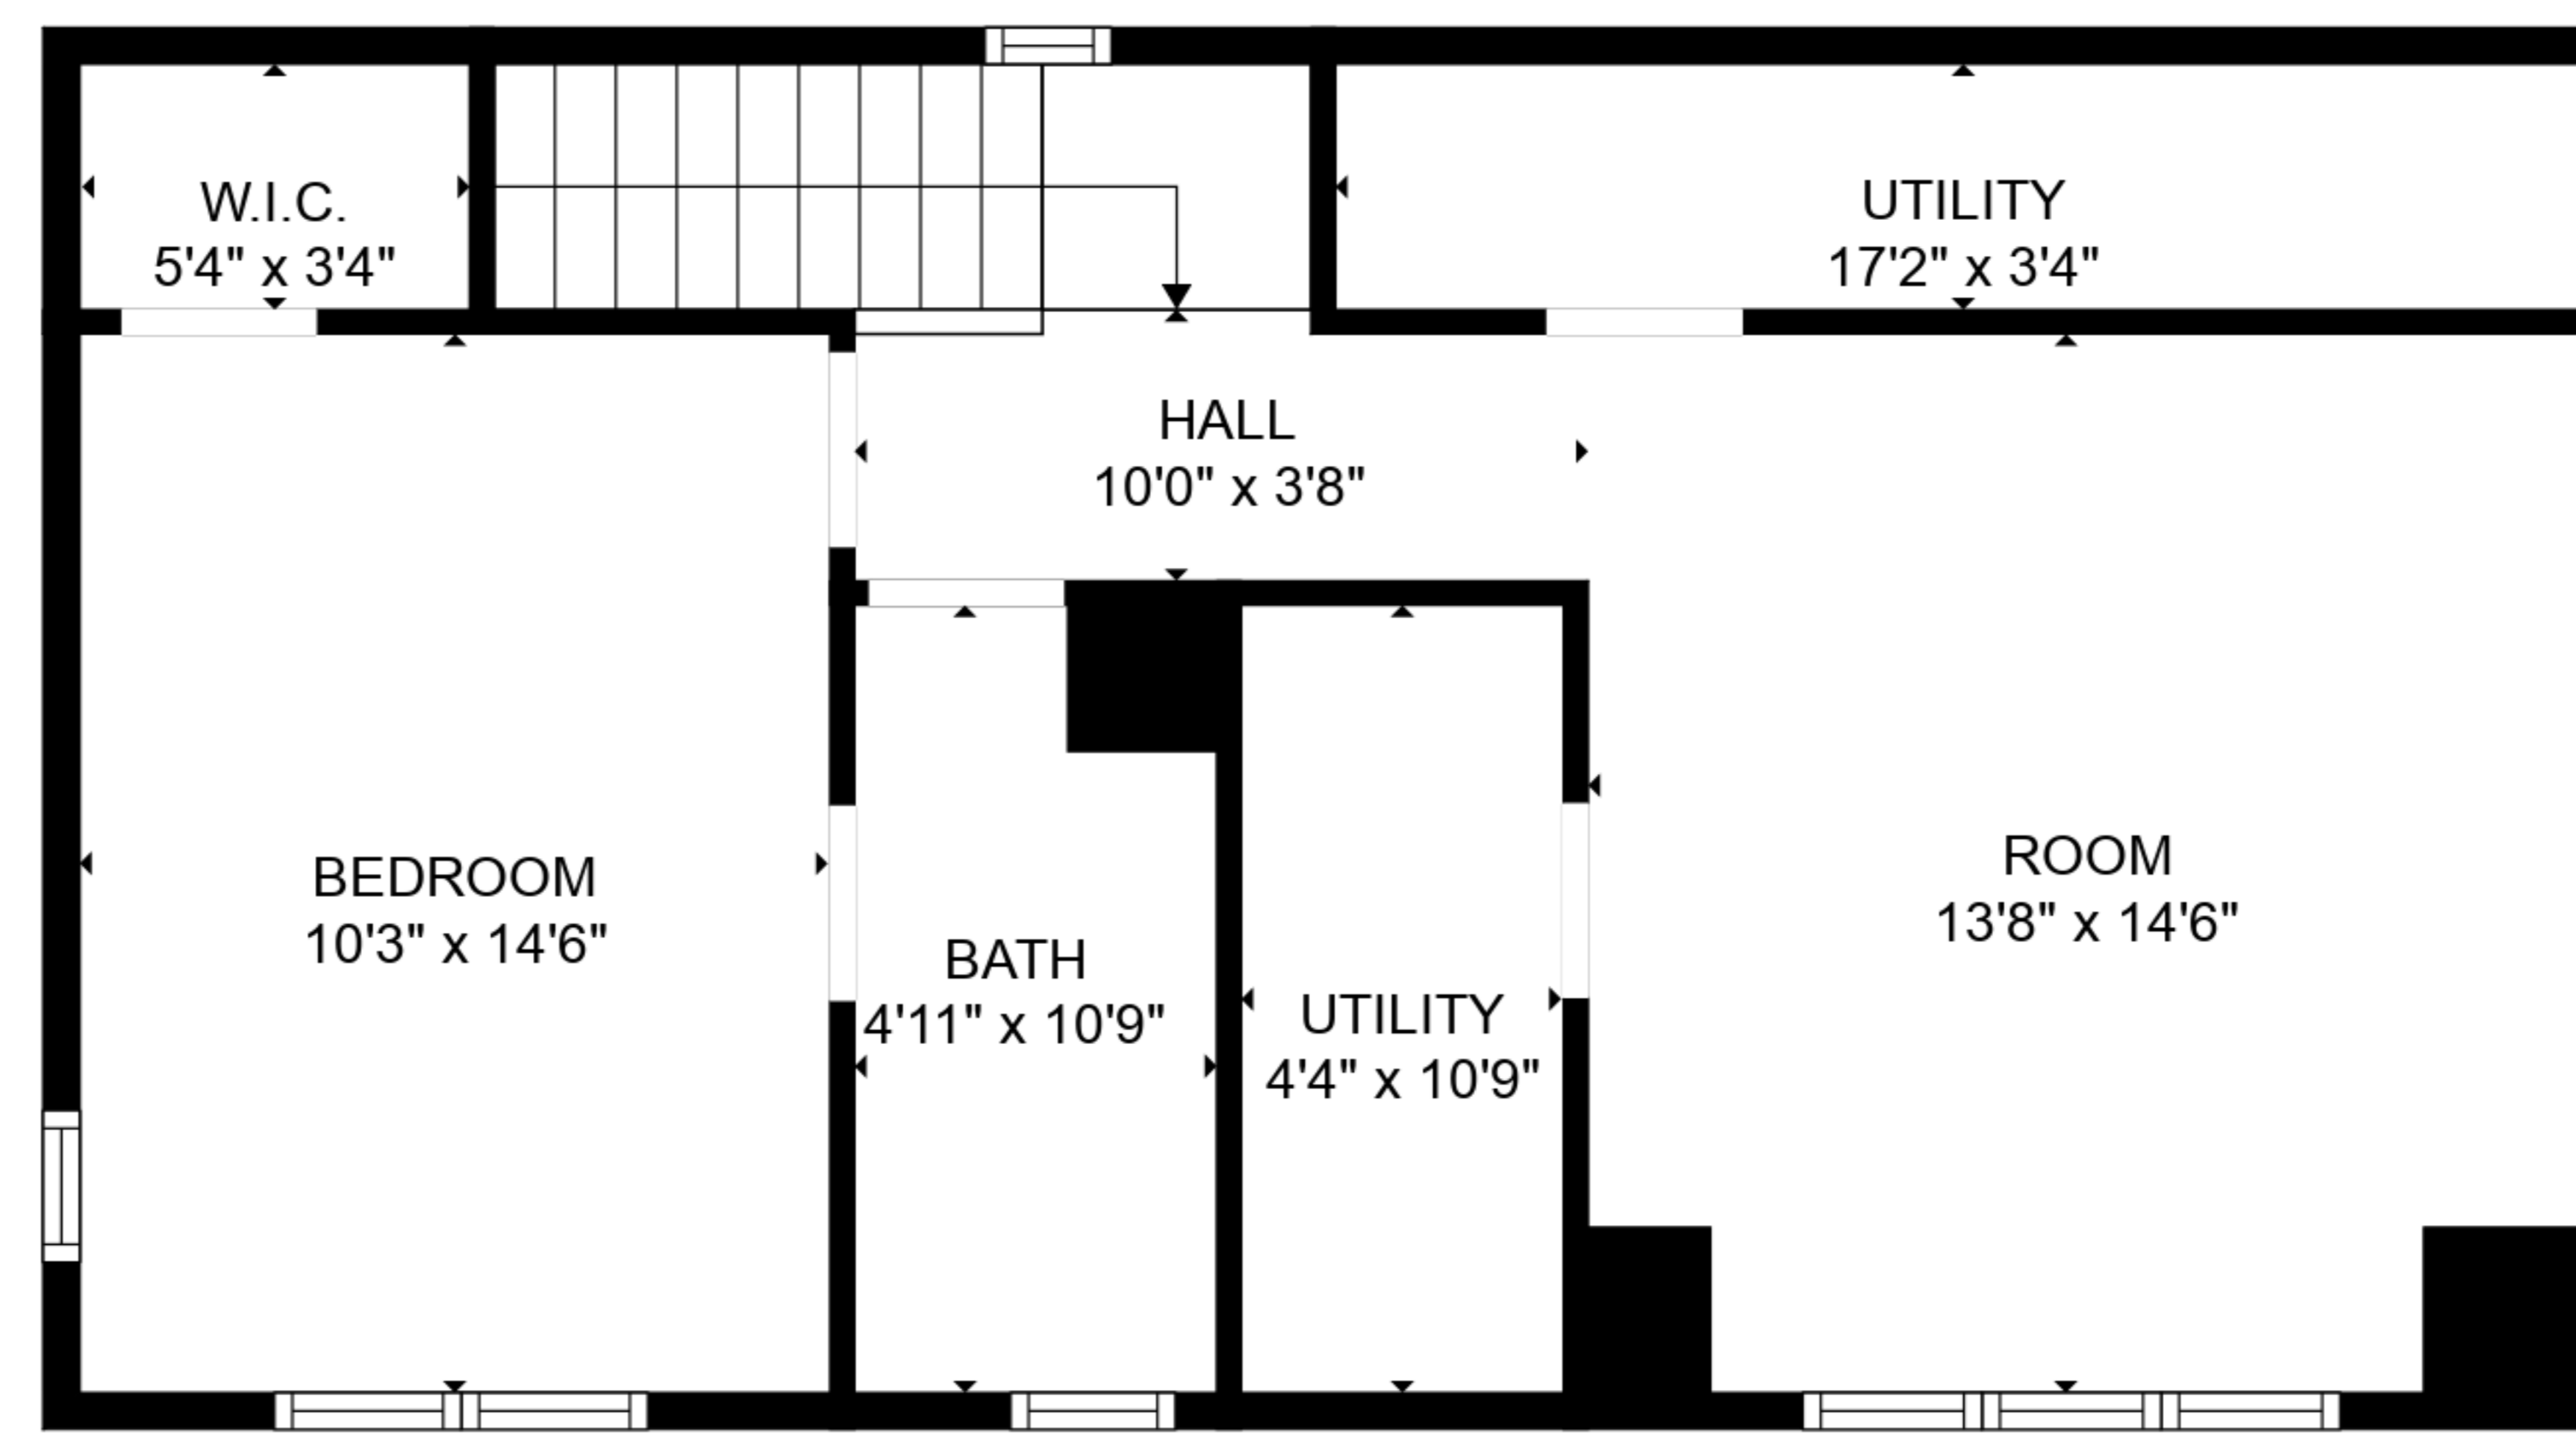 W.I.C.
5'4" x 3'4"
UTILITY
17'2" x 3'4"
HALL
10'0" x 3'8"
BEDROOM
10'3" x 14'6"
BATH
4'11" x 10'9"
UTILITY
4'4" x 10'9"
ROOM
13'8" x 14'6"